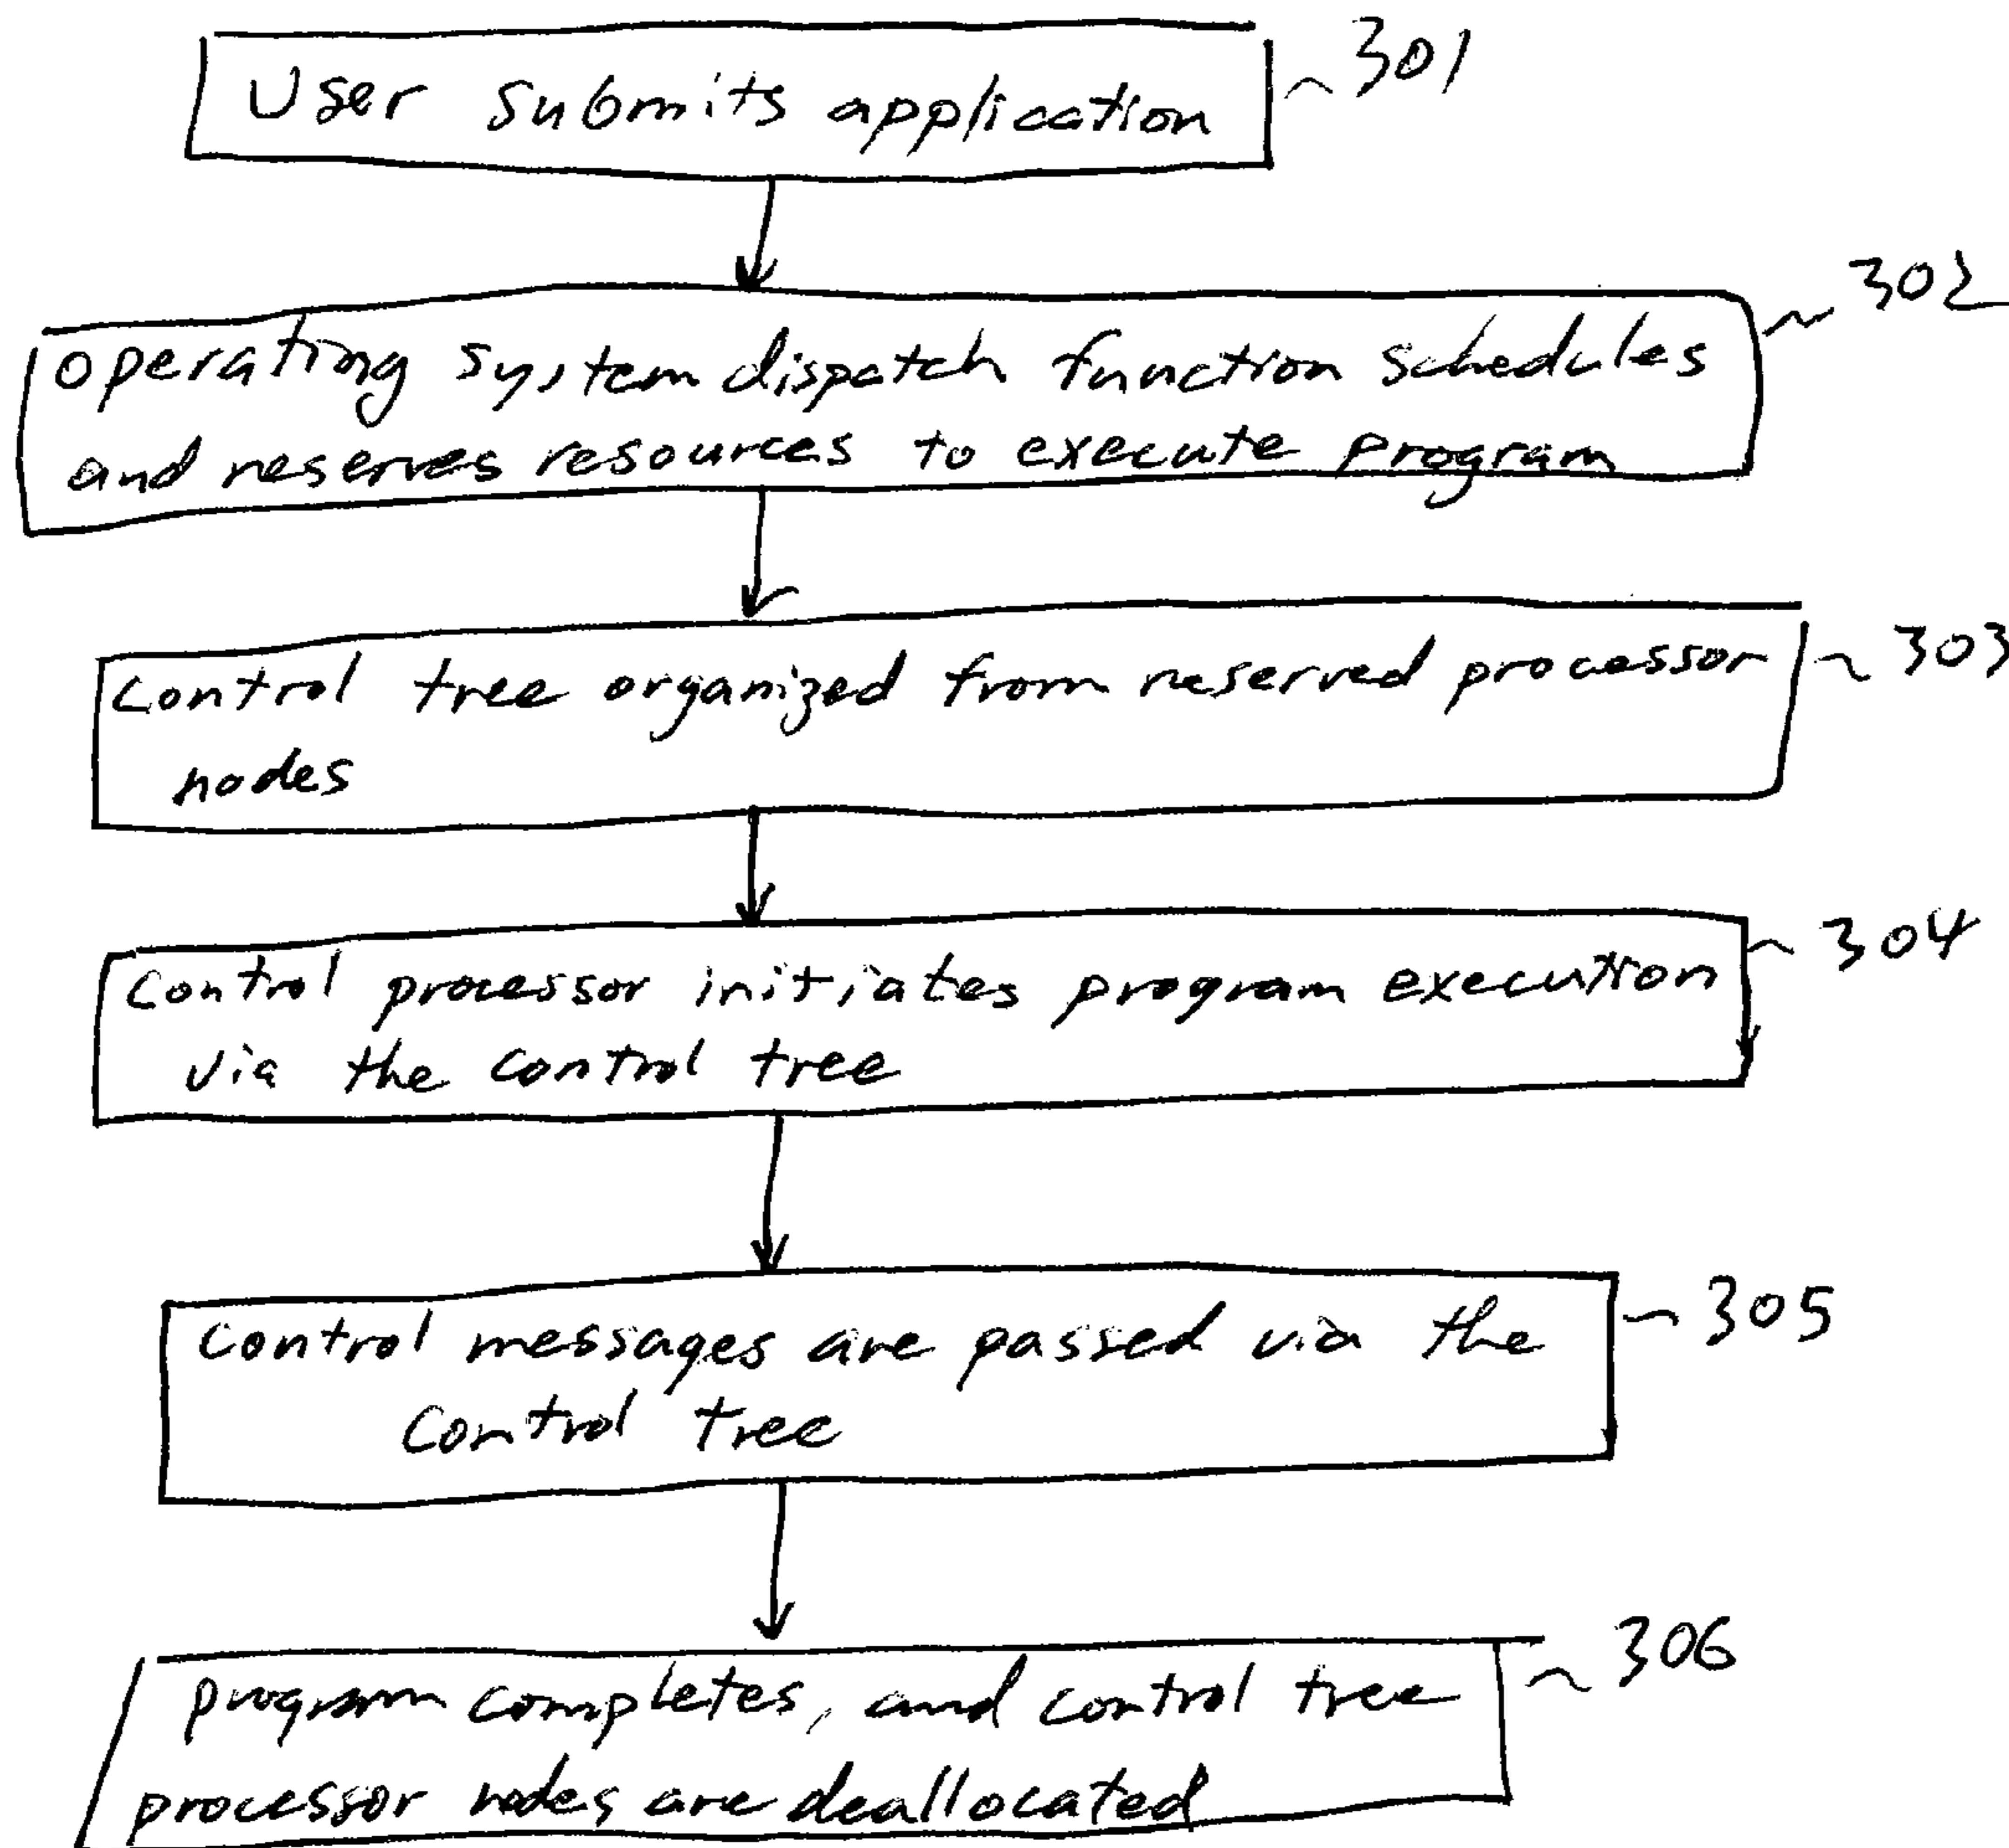 User submits application
~301
~302
operating system dispatch function schedules
and reserves resources to execute program
control tree organized from reserved processor
~303
nodes
~304
control processor initiates program execution
via the control tree
control messages are passed via the
~305
control tree
~306
program completes, and control tree
processor nodes are deallocated